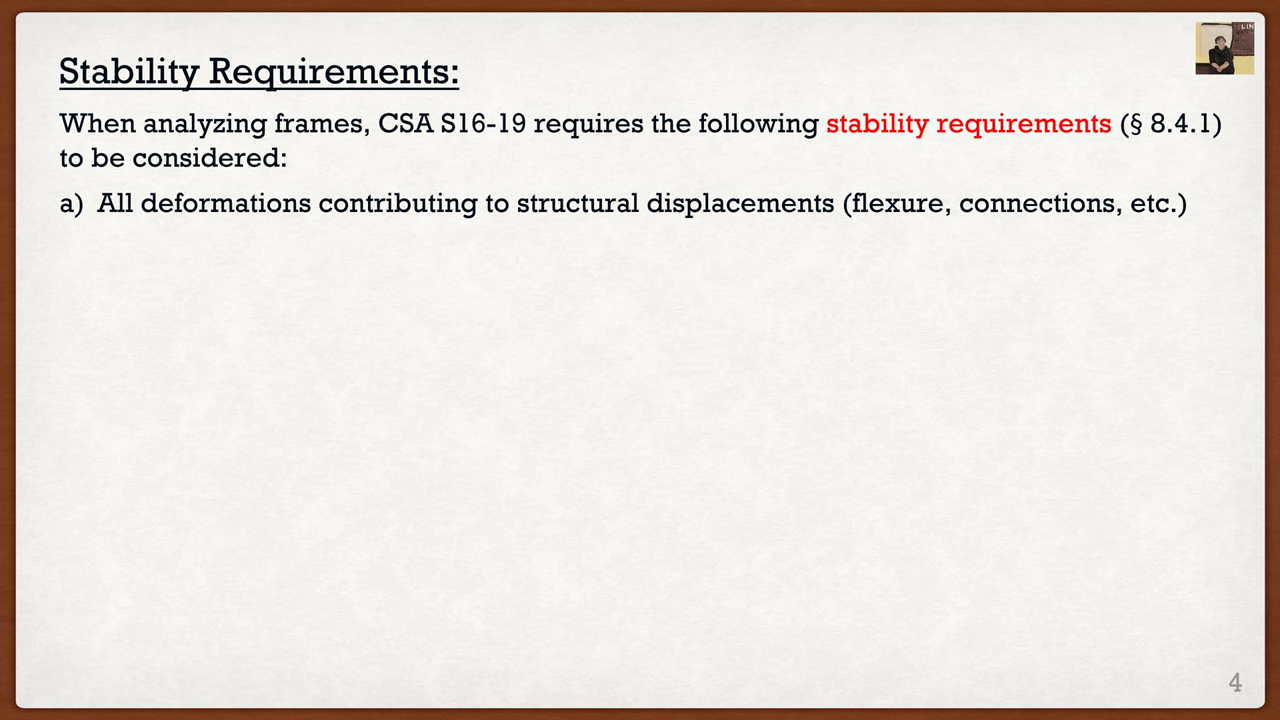 Stability Requirements:
When analyzing frames, CSA S16-19 requires the following stability requirements (§ 8.4.1)
to be considered:
a) All deformations contributing to structural displacements (flexure, connections, etc.)
LIN
4